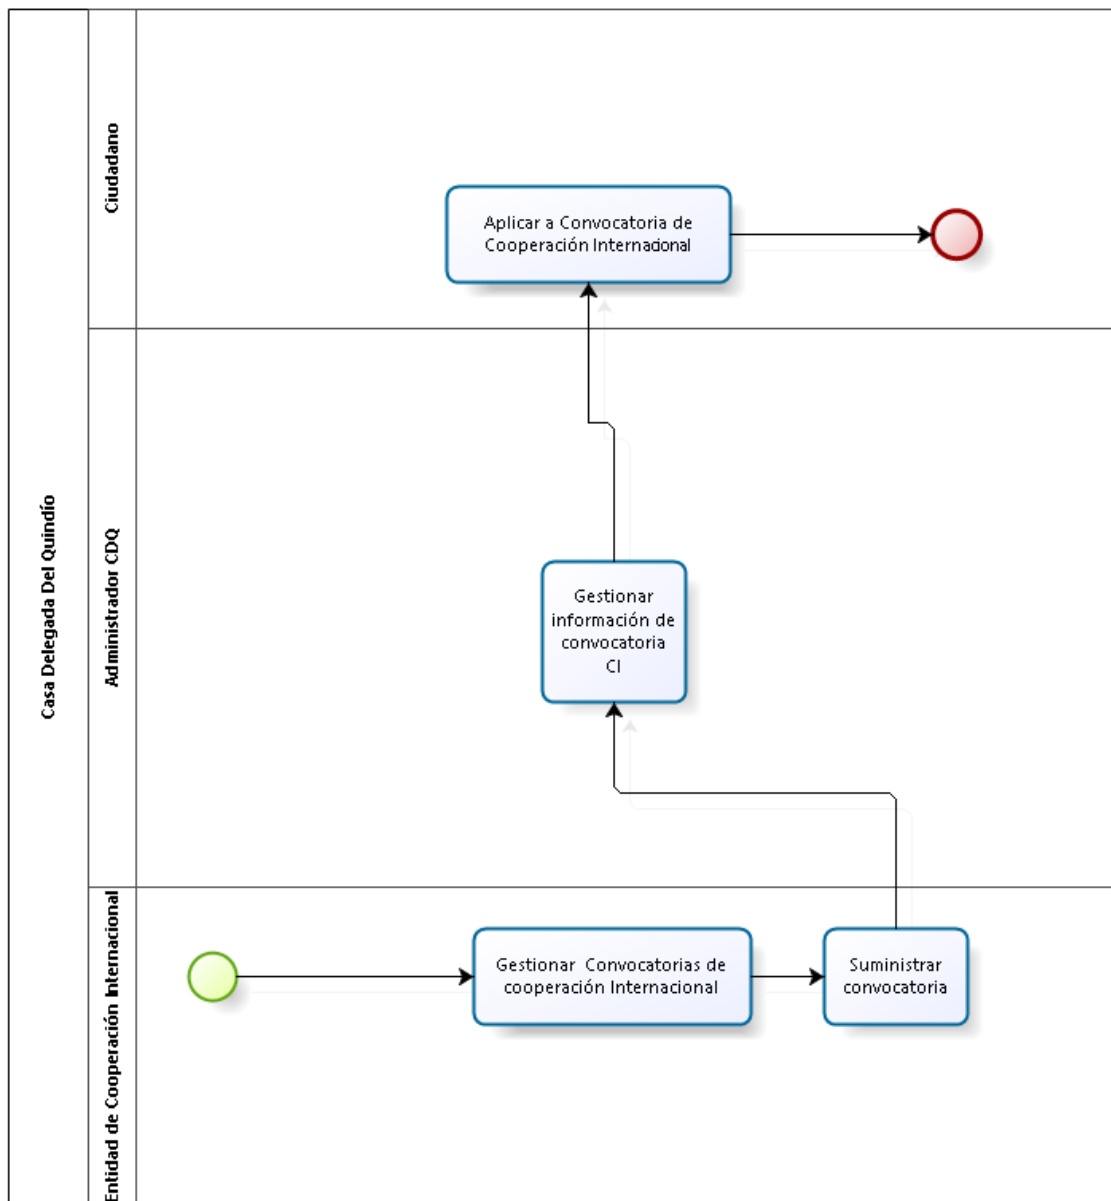 Casa Delegada Del Quindío
Ciudadano
Aplicar a Convocatoria de
Cooperación Internacional
Administrador CDQ
Gestionar
información de
convocatoria
CI
Entidad de Cooperación Internacional
Gestionar Convocatorias de
cooperación Internacional
Suministrar
convocatoria